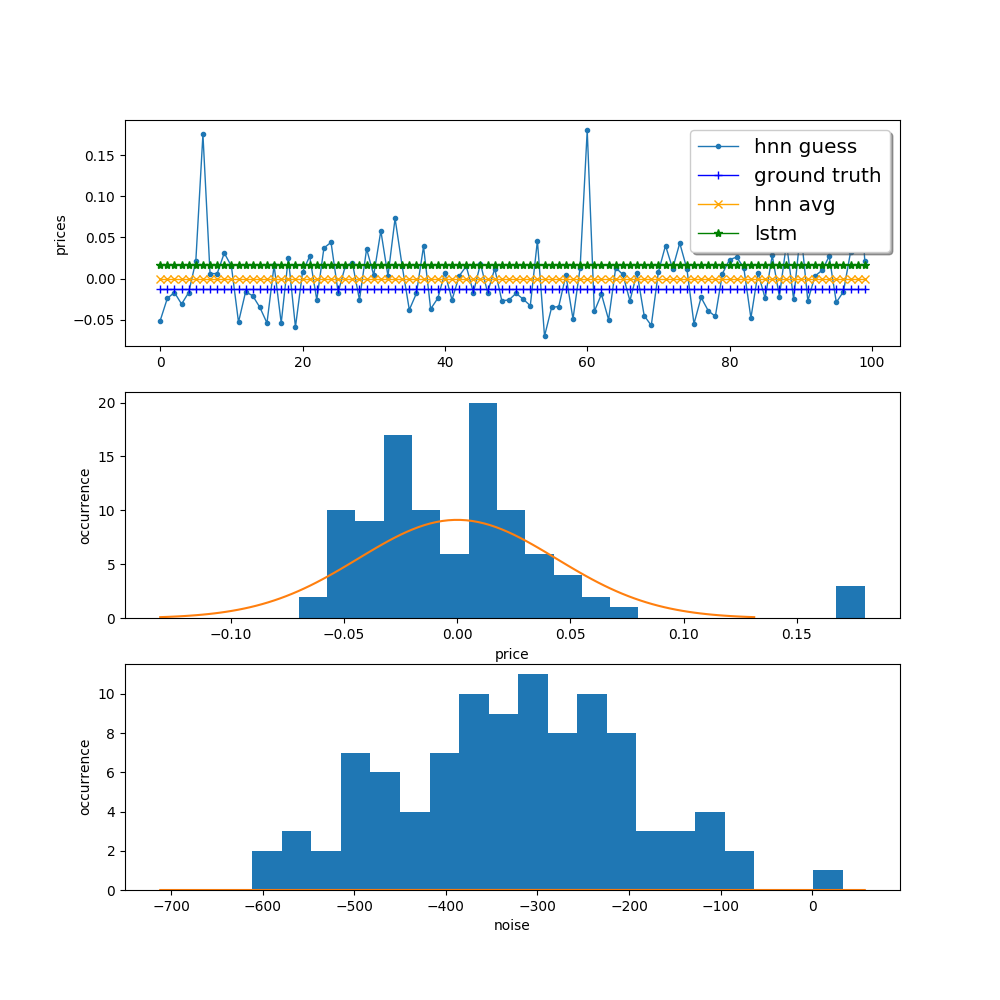 0.15
0.10
0.05
0.00
−0.05
prices
hnn guess
ground truth
hnn avg
lstm
0 20 40 60 80 100
20
15
10
5
0
occurrence
−0.10 −0.05 0.00 0.05 0.10 0.15
price
10
8
6
4
2
0
occurrence
−700 −600 −500 −400 −300 −200 −100 0
noise